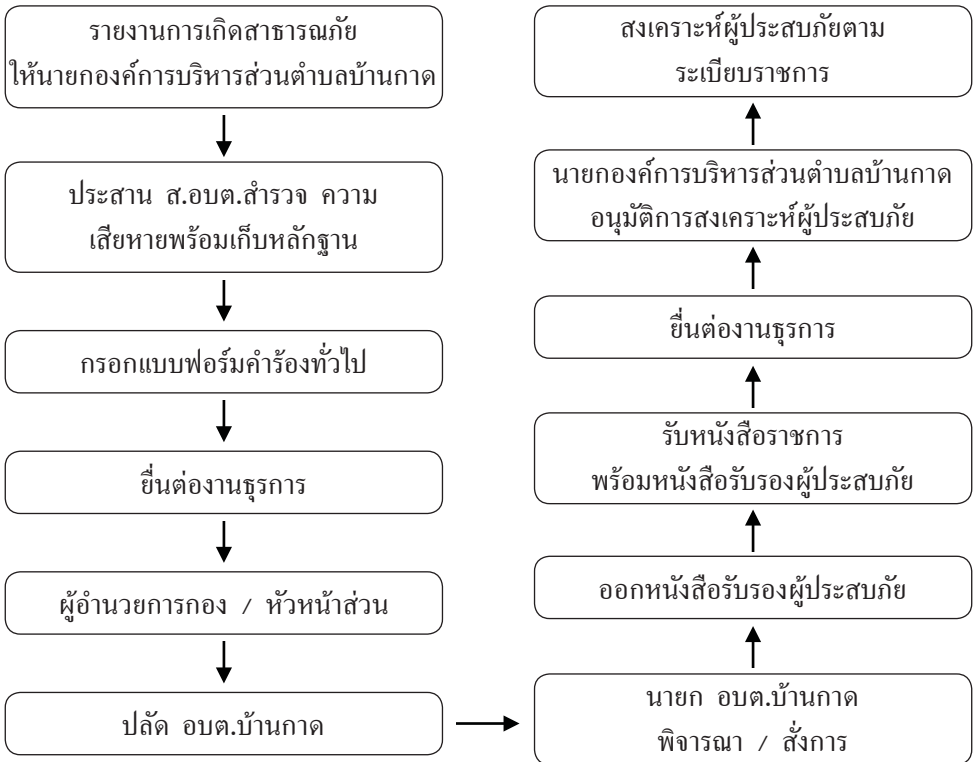 รายงานการเกิดสาธารณภัย
ให้นายกองค์การบริหารส่วนตำบลบ้านกาด
ประสาน ส.อบต.สำรวจ ความ
เสียหายพร้อมเก็บหลักฐาน
กรอกแบบฟอร์มคำร้องทั่วไป
ยื่นต่องานธุรการ
ผู้อำนวยการกอง / หัวหน้าส่วน
ปลัด อบต.บ้านกาด
นายก อบต.บ้านกาด
พิจารณา / สั่งการ
ออกหนังสือรับรองผู้ประสบภัย
รับหนังสือราชการ
พร้อมหนังสือรับรองผู้ประสบภัย
ยื่นต่องานธุรการ
นายกองค์การบริหารส่วนตำบลบ้านกาด
อนุมัติการสงเคราะห์ผู้ประสบภัย
สงเคราะห์ผู้ประสบภัยตาม
ระเบียบราชการ